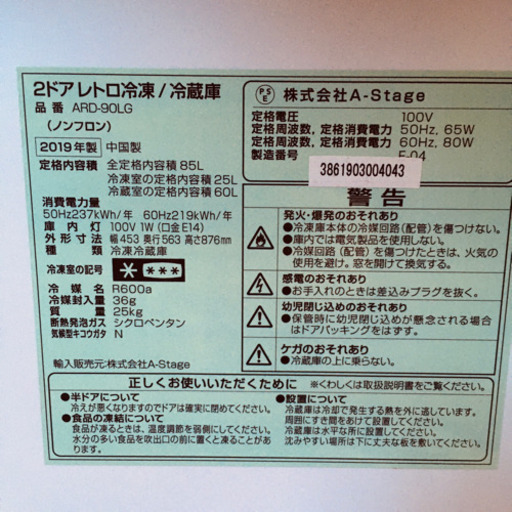 2ドア レトロ冷凍/冷蔵庫
品 番 ARD-90LG
(ノンフロン)
2019年製 中国製
定格内容積 全定格内容積 85L
冷凍室の定格内容積 25L
冷蔵室の定格内容積 60L
消費電力量
50Hz237kWh/年 60Hz219kWh/年
庫 内 灯 100V 1W (口金 E14)
外 形 寸 法 幅453 奥行563 高さ876mm
種 類 冷凍冷蔵庫
冷凍室の記号
冷 媒 名 R600a
冷媒封入量 36g
質 量 25kg
断熱発泡ガス シクロペンタン
気候型キコウガタ N
輸入販売元:株式会社A-Stage
PSE 株式会社A-Stage
定格電圧 100V
定格周波数, 定格消費電力 50Hz, 65W
定格周波数, 定格消費電力 60Hz, 80W
製造番号 E-04
3861903004043
警告
発火・爆発のおそれあり
●冷凍庫本体の冷媒回路(配管)を傷つけない。
●庫内では電気製品を使用しない。
●冷媒回路(配管)を傷つけたときは、火気の
使用を避け。窓を開けて換気する。
感電のおそれあり
●お手入れのときは差込みプラグを抜く。
幼児閉じ込めのおそれあり
●保管時に幼児閉じ込めが懸念される場合
はドアパッキングをはずす。
ケガのおそれあり
●冷蔵庫の上に乗らない。
正しくお使いいただくために ※くわしくは取扱説明書をご覧ください。
●半ドアについて
冷えが悪くなりますのでドアは確実に閉めてください。
●食品の凍結について
食品が凍るときは、温度調節を弱側にしてください。
水分の多い食品を吹出口の前に置くと凍ることがあります。
●設置について
冷蔵庫は冷却で発生する熱を外に逃しています。
周囲にすき間をあけて設置してください。
冷蔵庫は水平な所に設置してください。
沈みやすい場所は下に丈夫な板を敷いてください。